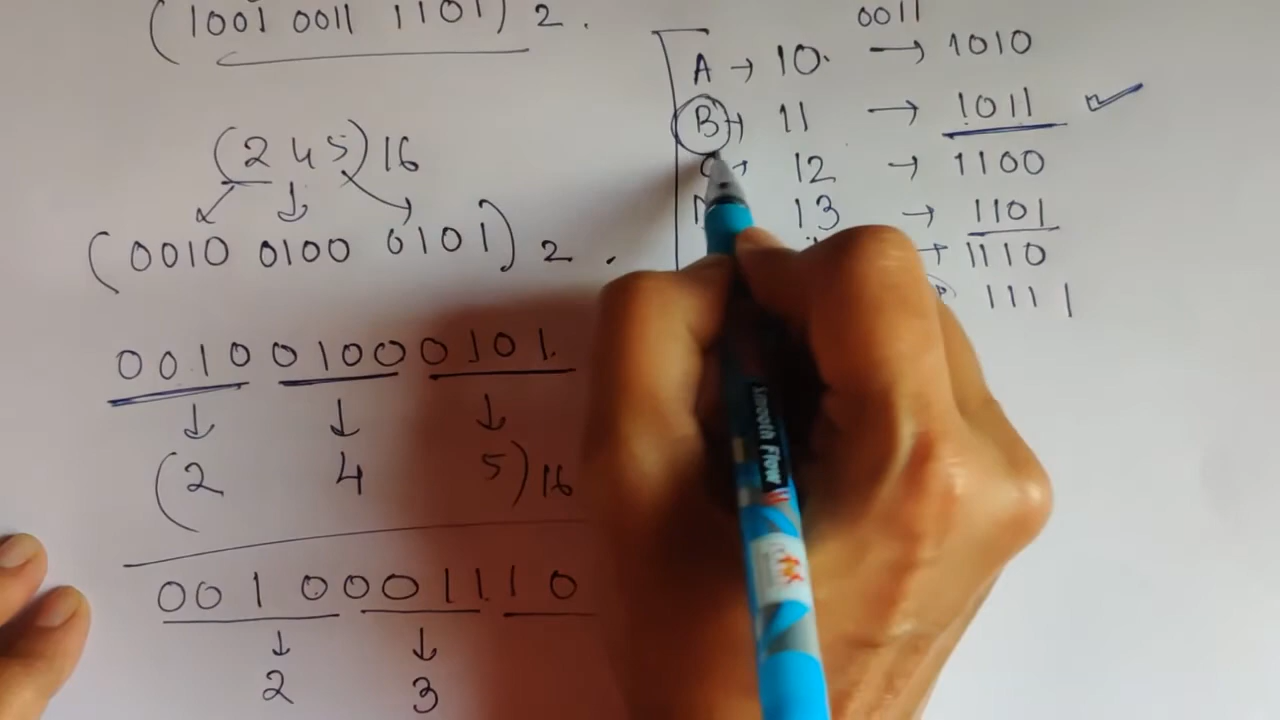 (1001 0011 1101)2.
(245)16
(0010 0100 0101)2.
0010 0100 0101.
(2 4 5)16
0010 0011 10
2 3
0011
A → 10. → 1010
B → 11 → 1011 ✓
C → 12 → 1100
13 → 1101
→ 1110
1111
Smooth Flow